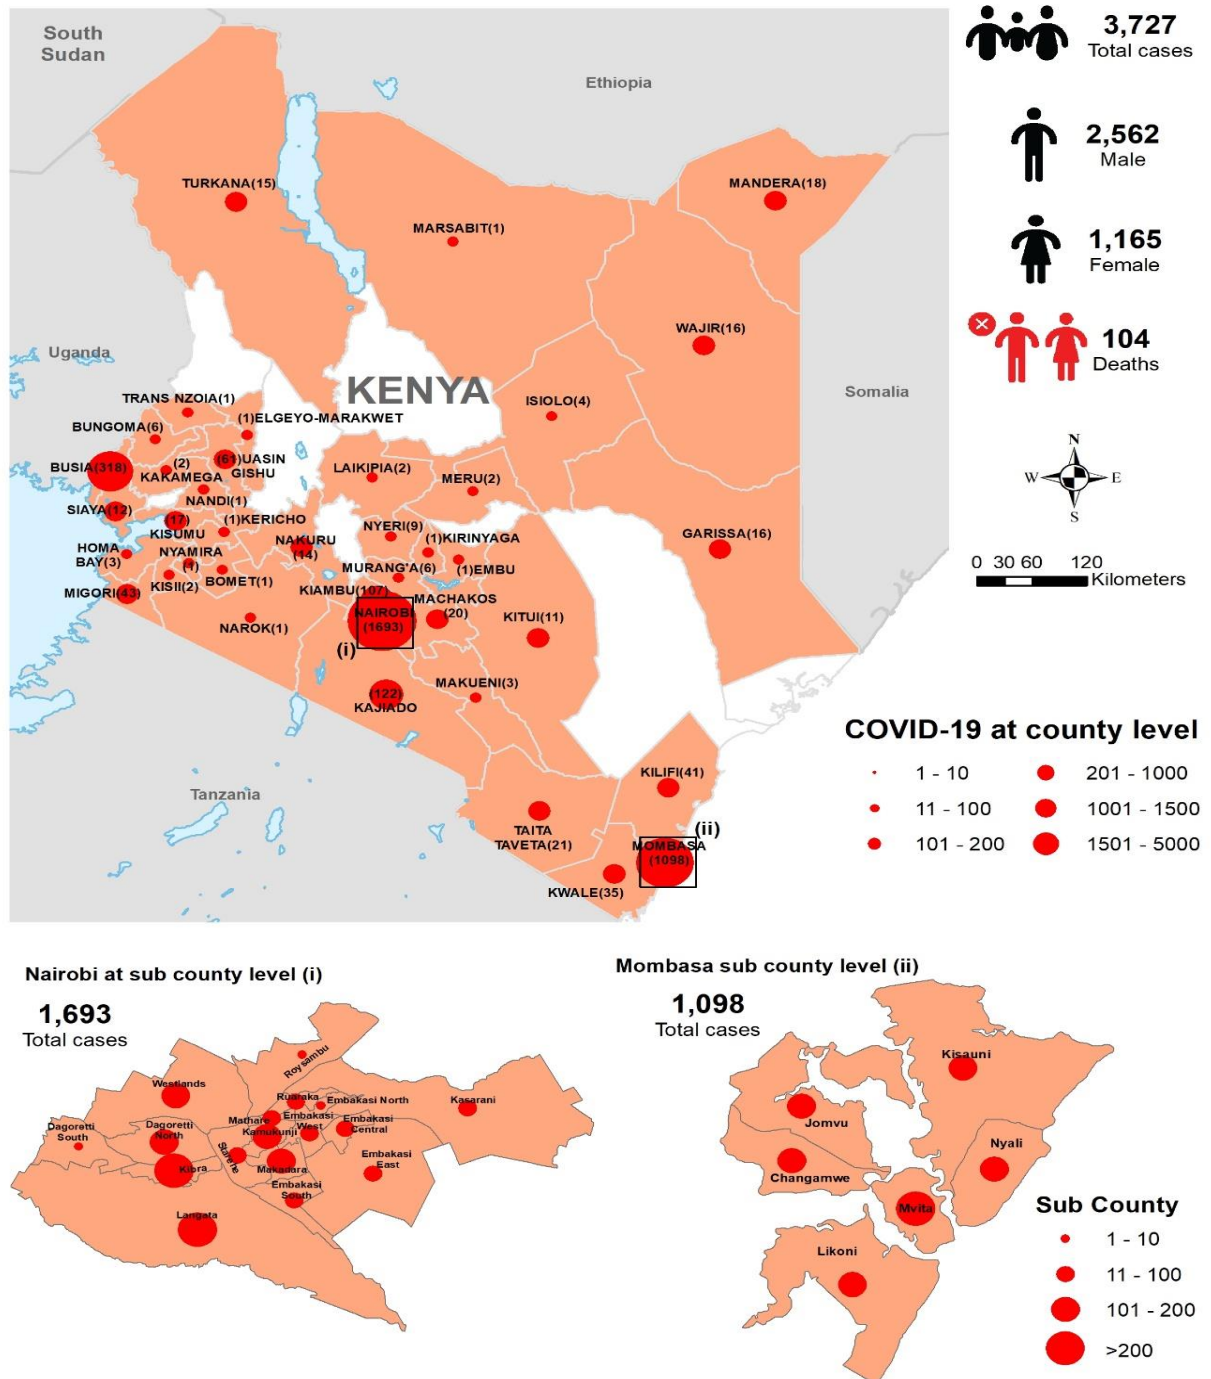 South
Sudan
Ethiopia
Uganda
Somalia
Tanzania
KENYA
3,727
Total cases
2,562
Male
1,165
Female
104
Deaths
N
W
E
S
0 30 60 120
Kilometers
TURKANA(15)
MARSABIT(1)
MANDERA(18)
WAJIR(16)
ISIOLO(4)
TRANS NZOIA(1)
(1)ELGEYO-MARAKWET
BUNGOMA(6)
BUSIA(318)
(2)
KAKAMEGA
(61)UASIN
GISHU
NANDI(1)
SIAYA(12)
(17)
KISUMU
(1)KERICHO
HOMA
BAY(3)
NYAMIRA
(1)
KISII(2)
BOMET(1)
MIGORI(43)
NAROK(1)
NAKURU
(14)
LAIKIPIA(2)
MERU(2)
NYERI(9)
(1)KIRINYAGA
(1)EMBU
MURANG'A(6)
KIAMBU(107)
NAIROBI
(1693)
(i)
MACHAKOS
(20)
KITUI(11)
GARISSA(16)
(122)
KAJIADO
MAKUENI(3)
KILIFI(41)
TAITA
TAVETA(21)
(ii)
MOMBASA
(1098)
KWALE(35)
COVID-19 at county level
1 - 10
11 - 100
101 - 200
201 - 1000
1001 - 1500
1501 - 5000
Nairobi at sub county level (i)
1,693
Total cases
Roysambu
Westlands
Ruaraka
Embakasi North
Kasarani
Dagoretti
South
Dagoretti
North
Mathare
Kamukunji
Embakasi
West
Embakasi
Central
Starehe
Kibra
Makadara
Embakasi
East
Embakasi
South
Langata
Mombasa sub county level (ii)
1,098
Total cases
Kisauni
Jomvu
Nyali
Changamwe
Mvita
Likoni
Sub County
1 - 10
11 - 100
101 - 200
>200